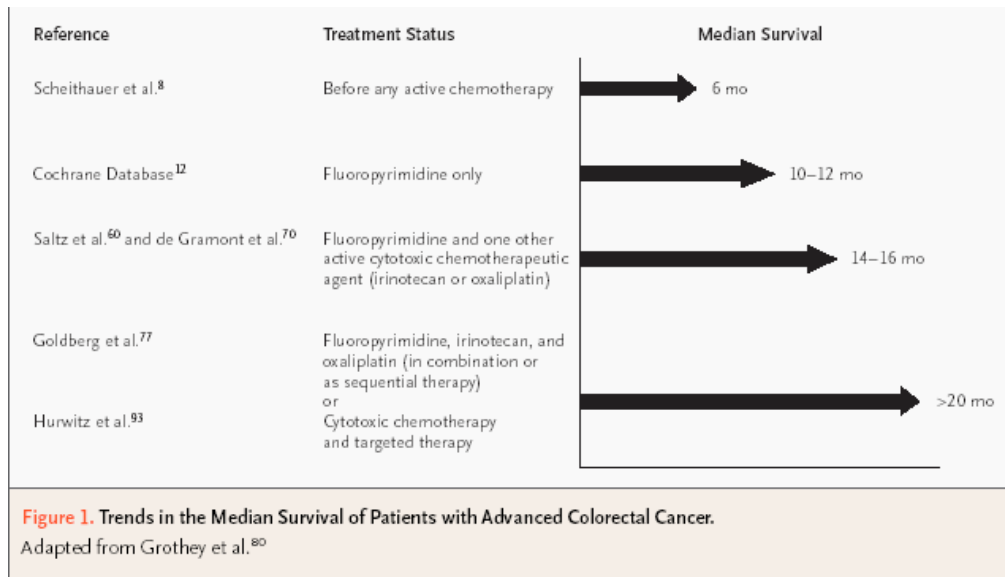 Reference Treatment Status Median Survival
Scheithauer et al.8 Before any active chemotherapy 6 mo
Cochrane Database12 Fluoropyrimidine only 10–12 mo
Saltz et al.60 and de Gramont et al.70 Fluoropyrimidine and one other
active cytotoxic chemotherapeutic
agent (irinotecan or oxaliplatin)
14–16 mo
Goldberg et al.77 Fluoropyrimidine, irinotecan, and
oxaliplatin (in combination or
as sequential therapy)
or
>20 mo
Hurwitz et al.93 Cytotoxic chemotherapy
and targeted therapy
Figure 1. Trends in the Median Survival of Patients with Advanced Colorectal Cancer.
Adapted from Grothey et al.80